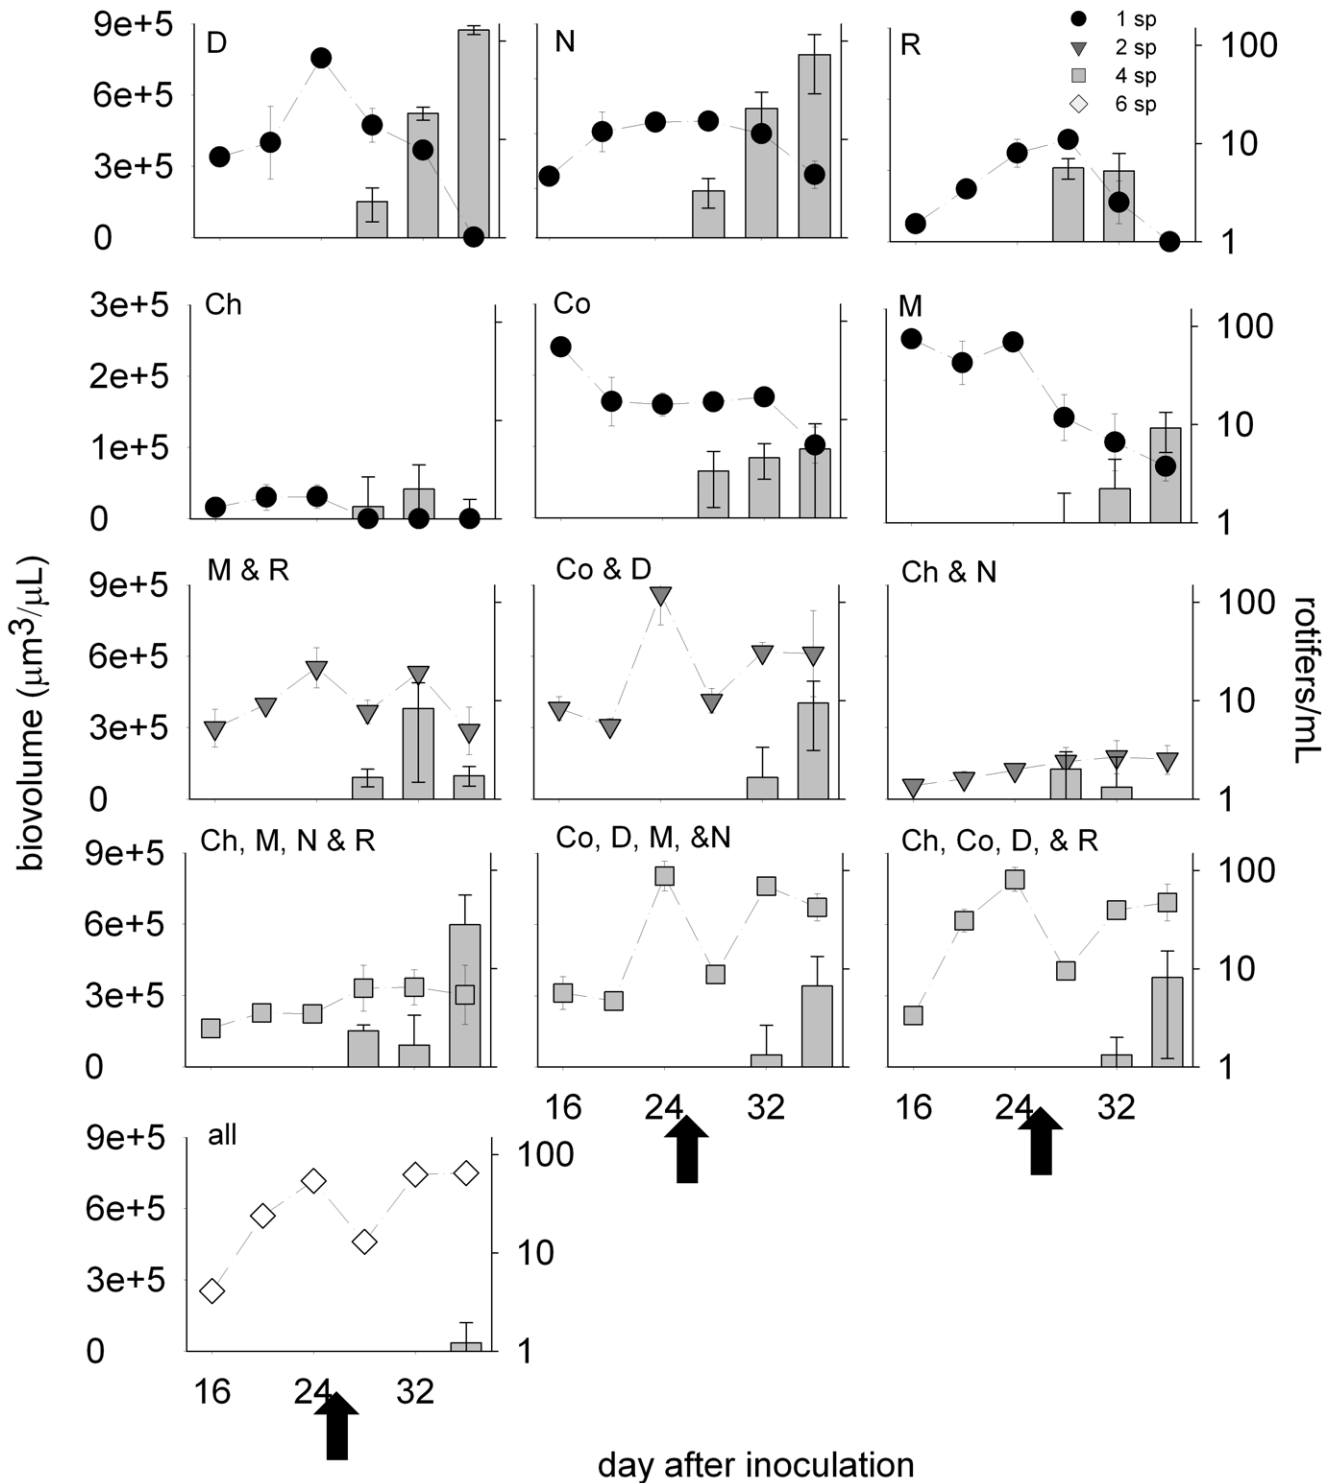 9e+5
6e+5
3e+5
0
D
N
R
1 sp
2 sp
4 sp
6 sp
100
10
1
3e+5
2e+5
1e+5
0
Ch
Co
M
100
10
1
9e+5
6e+5
3e+5
0
M & R
Co & D
Ch & N
100
10
1
biovolume (μm³/μL)
rotifers/mL
9e+5
6e+5
3e+5
0
Ch, M, N & R
Co, D, M, &N
Ch, Co, D, & R
100
10
1
16 24 32
16 24 32
9e+5
6e+5
3e+5
0
all
100
10
1
16 24 32
day after inoculation